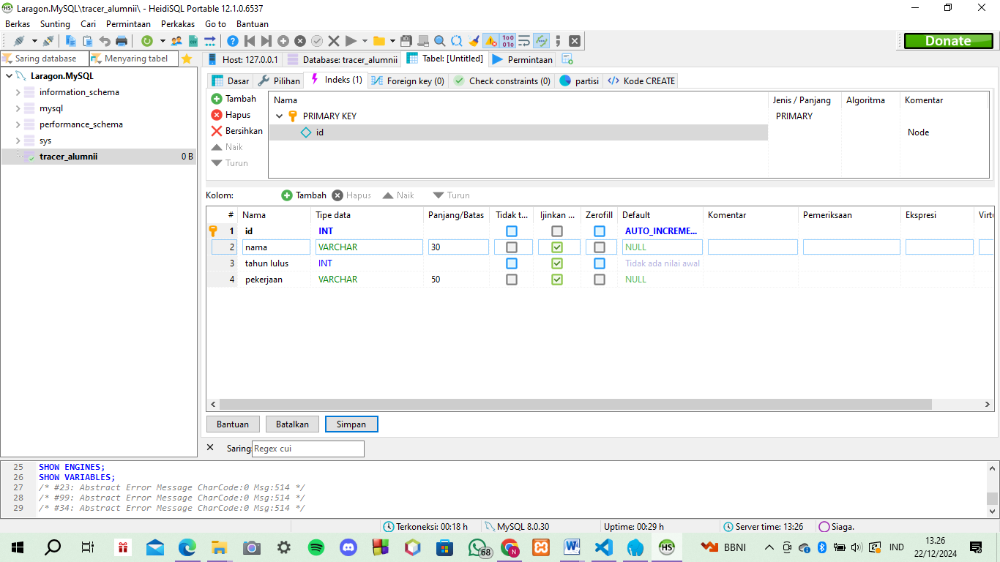 Laragon.MySQL\tracer_alumnii\ - HeidiSQL Portable 12.1.0.6537
Berkas Sunting Cari Permintaan Perkakas Go to Bantuan
Donate
Saring database Menyaring tabel
Host: 127.0.0.1 Database: tracer_alumnii Tabel: [Untitled] Permintaan
Laragon.MySQL
information_schema
mysql
performance_schema
sys
tracer_alumnii 0 B
Dasar Pilihan Indeks (1) Foreign key (0) Check constraints (0) partisi Kode CREATE
Tambah
Hapus
Bersihkan
Naik
Turun
Nama Jenis / Panjang Algoritma Komentar
PRIMARY KEY PRIMARY
id Node
Kolom: Tambah Hapus Naik Turun
# Nama Tipe data Panjang/Batas Tidak t... Ijinkan ... Zerofill Default Komentar Pemeriksaan Ekspresi Virtu
1 id INT AUTO_INCREME...
2 nama VARCHAR 30 NULL
3 tahun lulus INT Tidak ada nilai awal
4 pekerjaan VARCHAR 50 NULL
Bantuan Batalkan Simpan
Saring: Regex cui
25 SHOW ENGINES;
26 SHOW VARIABLES;
27 /* #23: Abstract Error Message CharCode:0 Msg:514 */
28 /* #99: Abstract Error Message CharCode:0 Msg:514 */
29 /* #34: Abstract Error Message CharCode:0 Msg:514 */
Terkoneksi: 00:18 h MySQL 8.0.30 Uptime: 00:29 h Server time: 13:26 Siaga.
68 N HS BBNI IND 13.26
22/12/2024